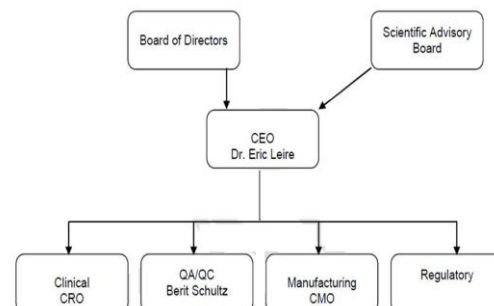 Board of Directors
Scientific Advisory
Board
CEO
Dr. Eric Leire
Clinical
CRO
QA/QC
Berit Schultz
Manufacturing
CMO
Regulatory